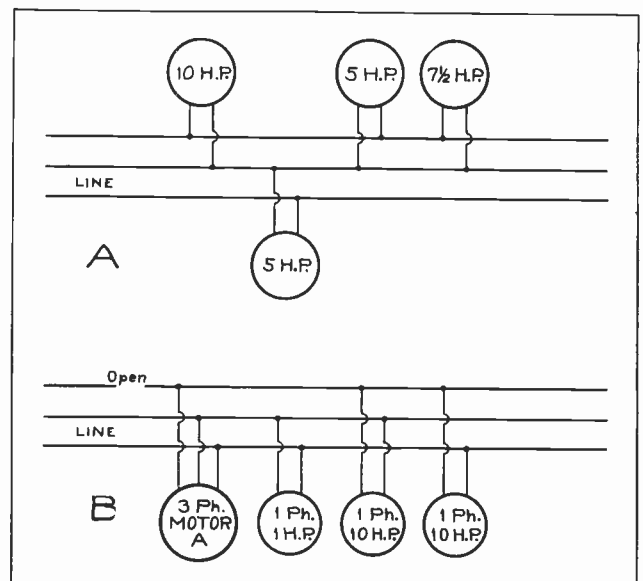 10 H.P.
5 H.P.
7½ H.P.
LINE
A
5 H.P.
Open
LINE
B
3 Ph.
MOTOR
A
1 Ph.
1 H.P.
1 Ph.
10 H.P.
1 Ph.
10 H.P.